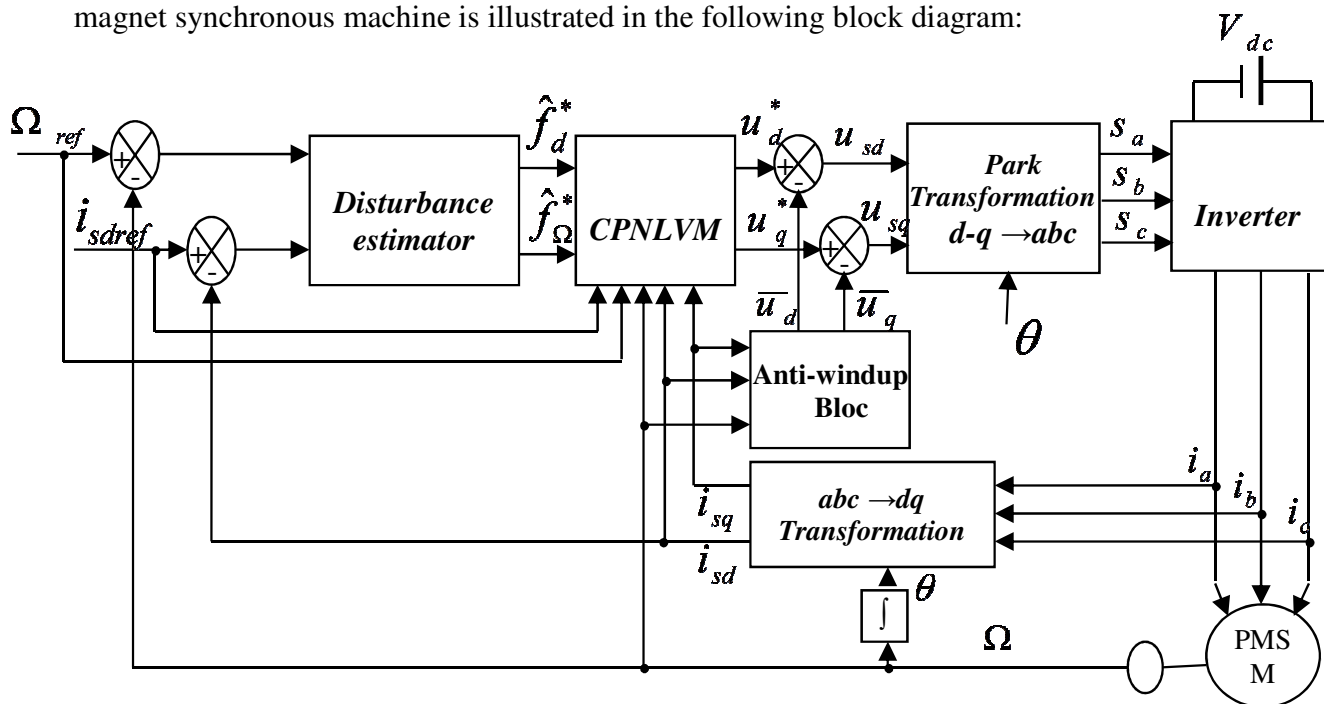 magnet synchronous machine is illustrated in the following block diagram:
V dc
Ω ref
+
-
i sdref
+
-
Disturbance
estimator
f̂ d *
f̂ Ω *
CPNLVM
u d *
u q *
+
-
+
-
u sd
u sq
u̅ d
u̅ q
Park
Transformation
d-q →abc
θ
s a
s b
s c
Inverter
Anti-windup
Bloc
i a
i b
i c
abc →dq
Transformation
i sq
i sd
θ
∫
Ω
PMS
M